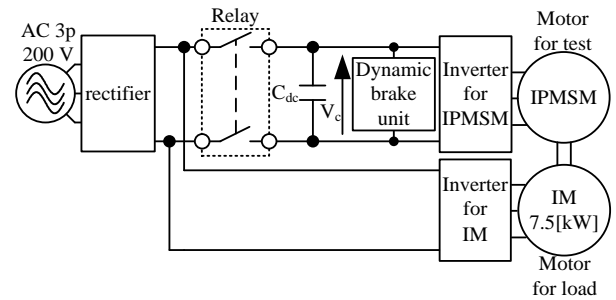 AC 3p
200 V
rectifier
Relay
C_dc
V_c
Dynamic
brake
unit
Inverter
for
IPMSM
Motor
for test
IPMSM
Inverter
for
IM
IM
7.5[kW]
Motor
for load